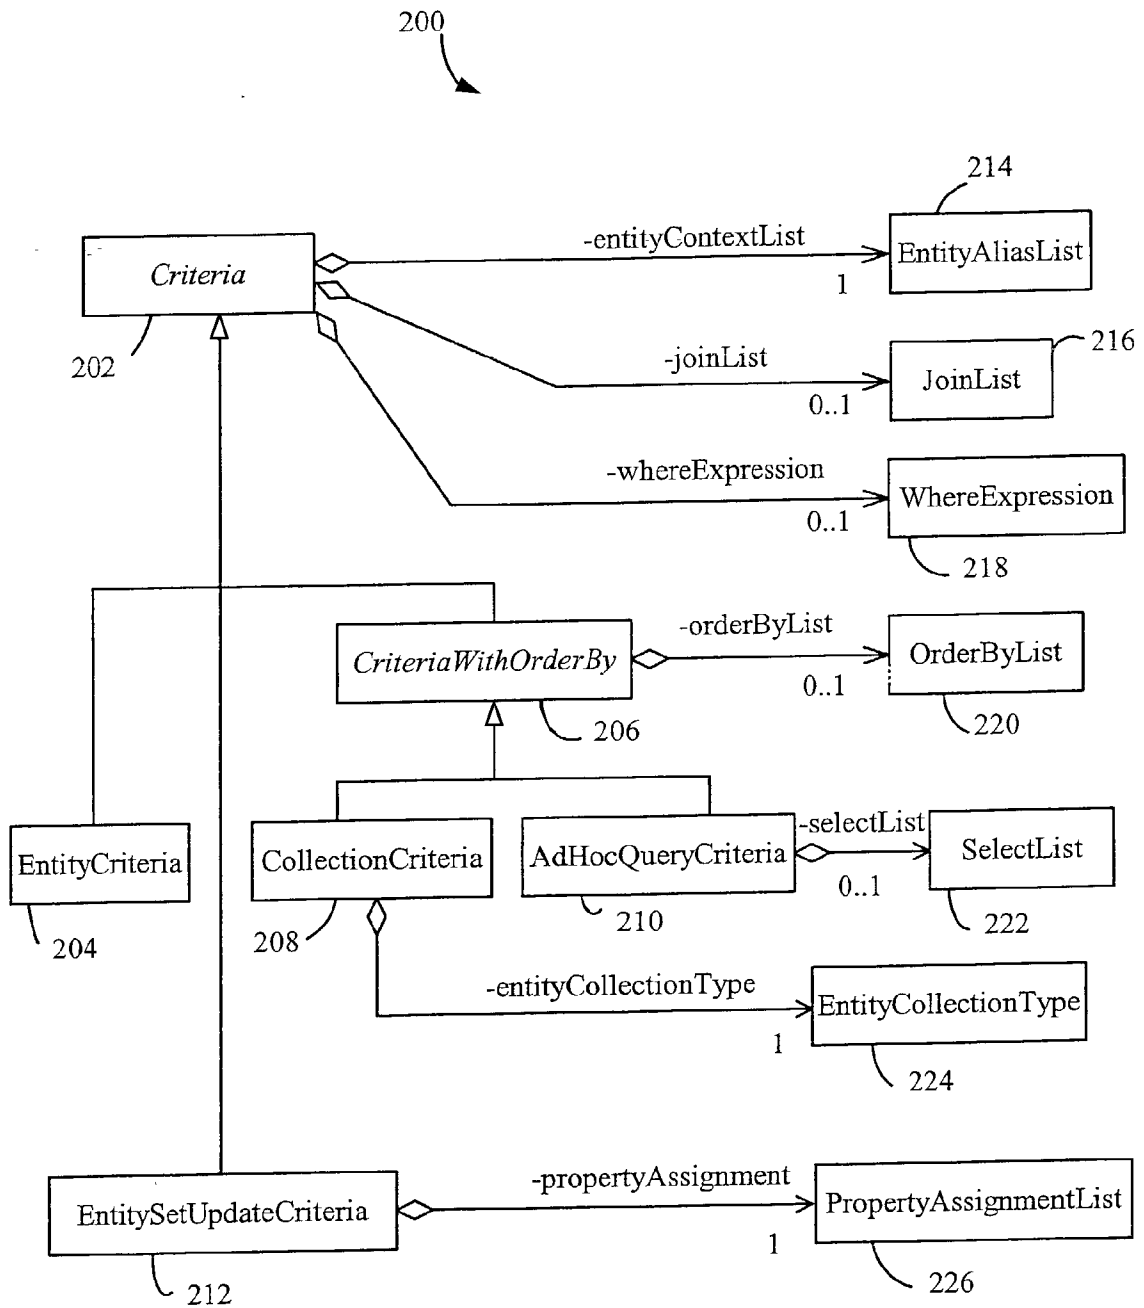 200
214
-entityContextList
EntityAliasList
Criteria
1
202
216
-joinList
JoinList
0..1
-whereExpression
WhereExpression
0..1
218
-orderByList
OrderByList
CriteriaWithOrderBy
0..1
206
220
-selectList
SelectList
EntityCriteria
CollectionCriteria
AdHocQueryCriteria
0..1
204
208
210
222
-entityCollectionType
EntityCollectionType
1
224
-propertyAssignment
PropertyAssignmentList
EntitySetUpdateCriteria
1
212
226